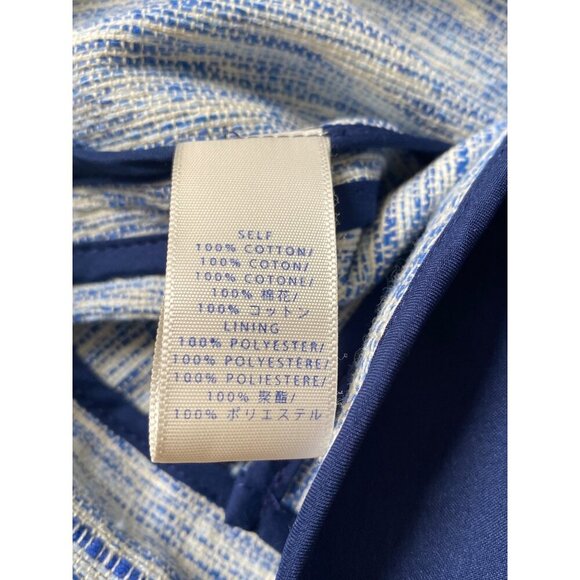 SELF
100% COTTON/
100% COTON/
100% COTONE/
100% 棉花/
100% コットン
LINING
100% POLYESTER/
100% POLYESTÈRE/
100% POLIESTERE/
100% 聚酯/
100% ポリエステル